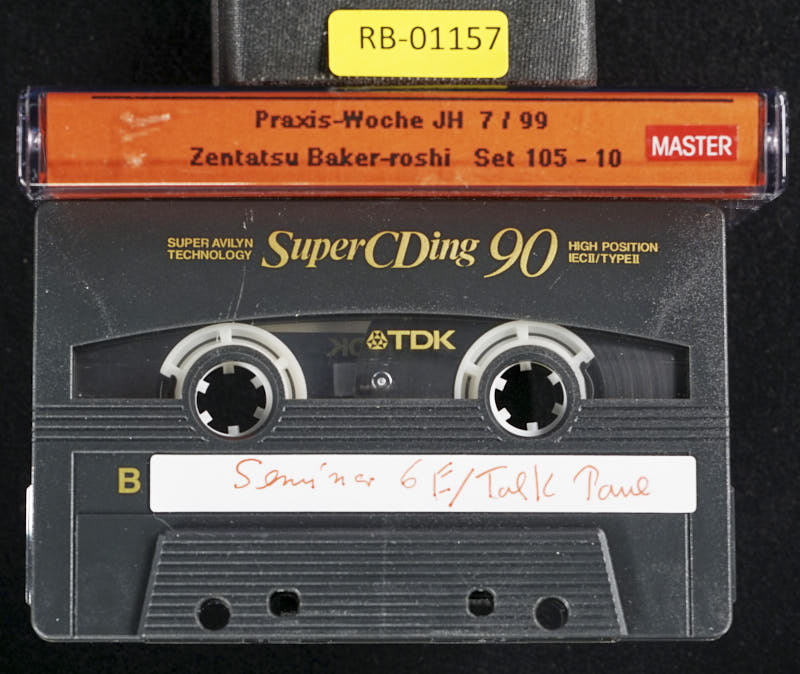 RB-01157
Praxis-Woche JH 7 / 99
Zentatsu Baker-roshi Set 105 - 10
MASTER
SUPER AVILYN
TECHNOLOGY
SuperCDing 90
HIGH POSITION
IECII/TYPEII
TDK
B
Seminar 6 E/Talk Paul